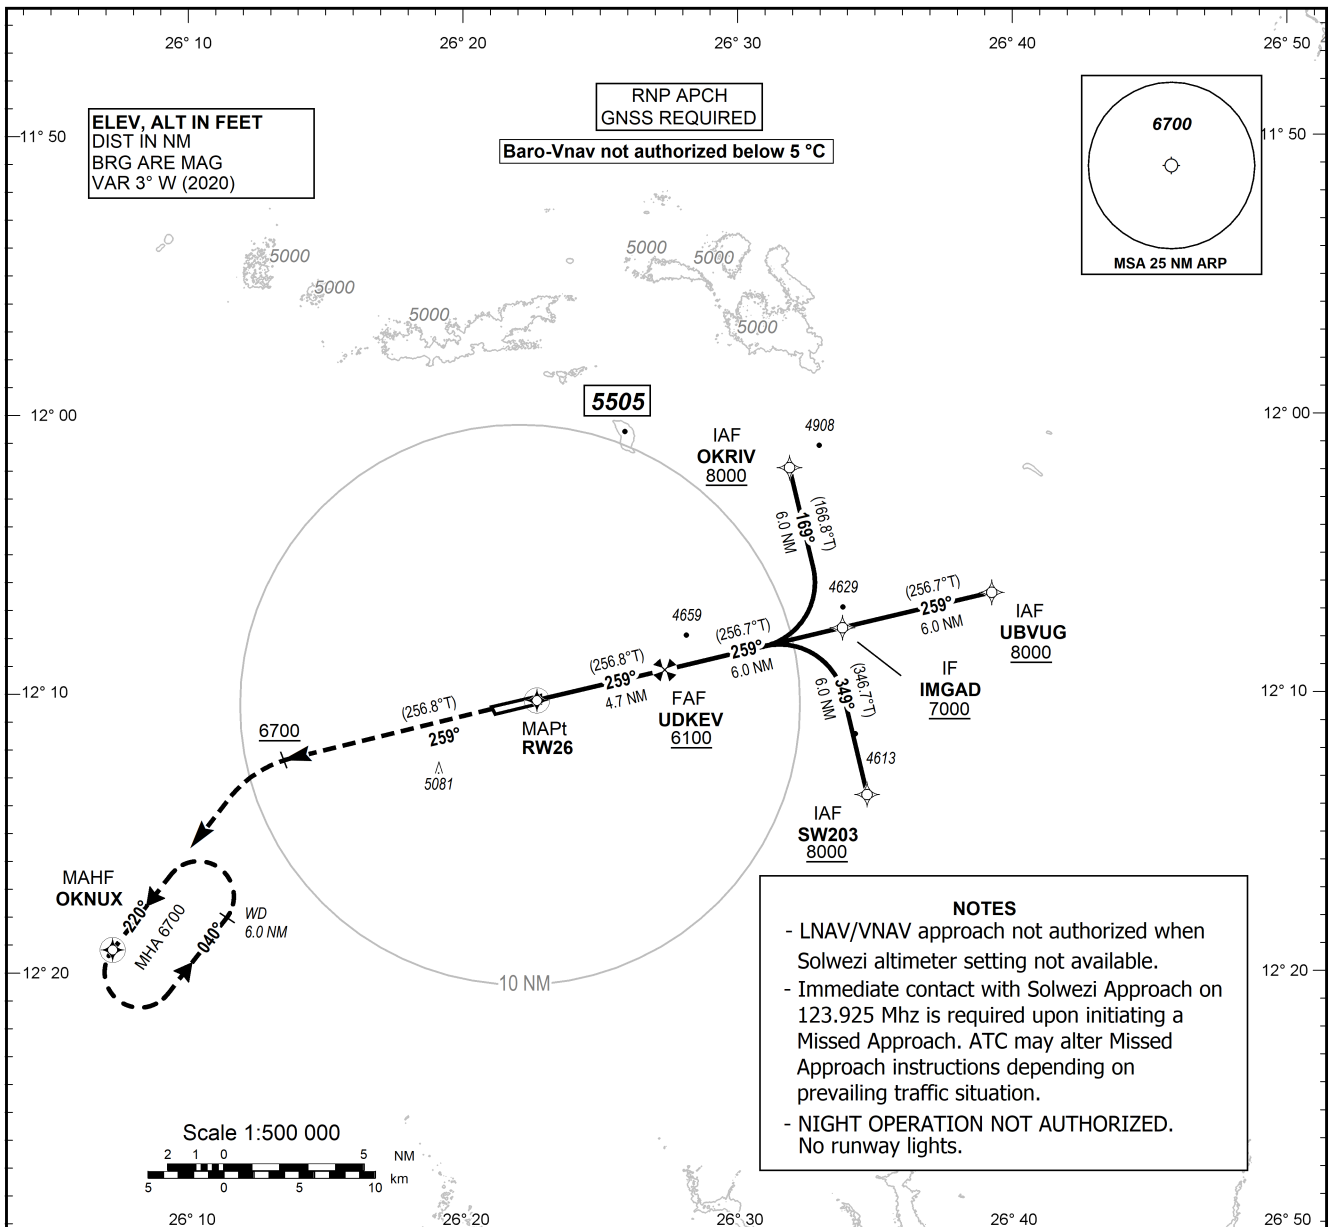 26° 10
26° 20
26° 30
26° 40
26° 50
ELEV, ALT IN FEET
DIST IN NM
BRG ARE MAG
VAR 3° W (2020)
RNP APCH
GNSS REQUIRED
Baro-Vnav not authorized below 5 °C
6700
MSA 25 NM ARP
11° 50
11° 50
5000
5000
5000
5000
5000
5000
5505
12° 00
12° 00
4908
IAF
OKRIV
8000
(166.8°T)
169°
6.0 NM
4629
(256.7°T)
259°
6.0 NM
IAF
UBVUG
8000
4659
(256.7°T)
259°
6.0 NM
IF
IMGAD
7000
(256.8°T)
259°
4.7 NM
FAF
UDKEV
6100
(346.7°T)
349°
6.0 NM
4613
IAF
SW203
8000
12° 10
12° 10
MAPt
RW26
(256.8°T)
259°
6700
5081
MAHF
OKNUX
220°
MHA 6700
040°
WD
6.0 NM
12° 20
12° 20
10 NM
NOTES
- LNAV/VNAV approach not authorized when
Solwezi altimeter setting not available.
- Immediate contact with Solwezi Approach on
123.925 Mhz is required upon initiating a
Missed Approach. ATC may alter Missed
Approach instructions depending on
prevailing traffic situation.
- NIGHT OPERATION NOT AUTHORIZED.
No runway lights.
Scale 1:500 000
2 1 0 5 NM
5 0 5 10 km
26° 10
26° 20
26° 30
26° 40
26° 50